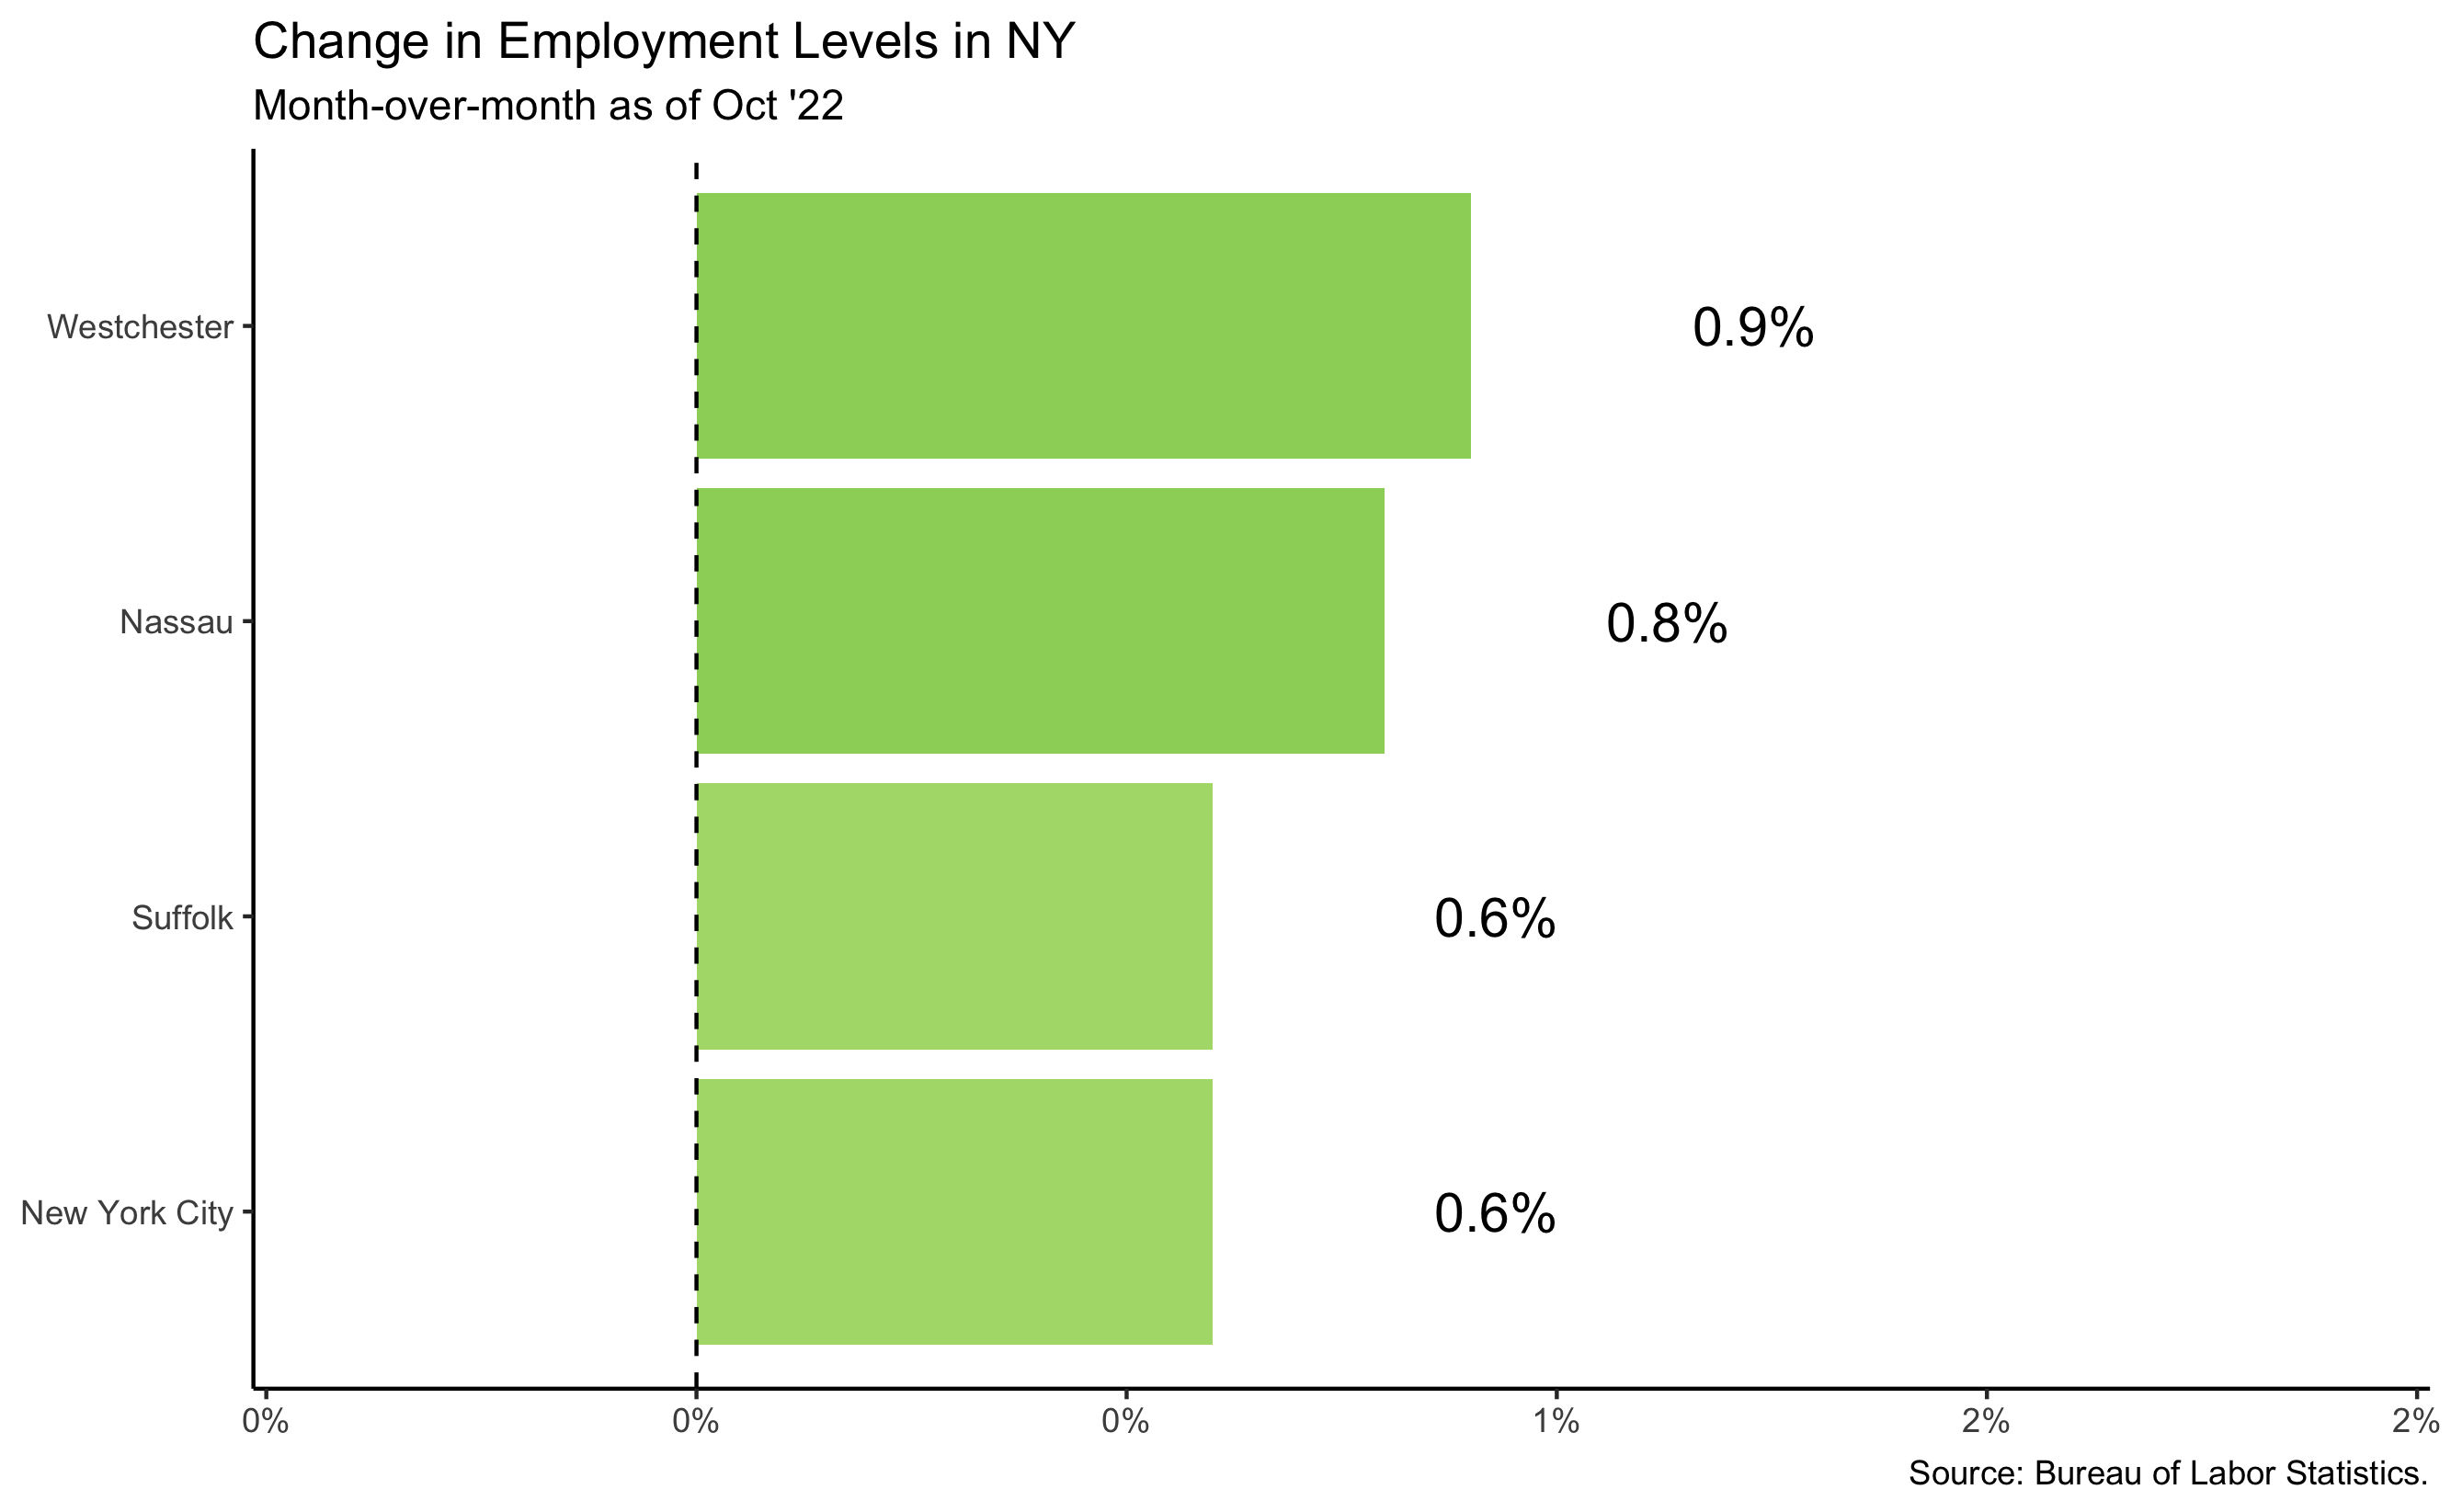 Change in Employment Levels in NY
Month-over-month as of Oct '22
Westchester
0.9%
Nassau
0.8%
Suffolk
0.6%
New York City
0.6%
0% 0% 0% 1% 2% 2%
Source: Bureau of Labor Statistics.